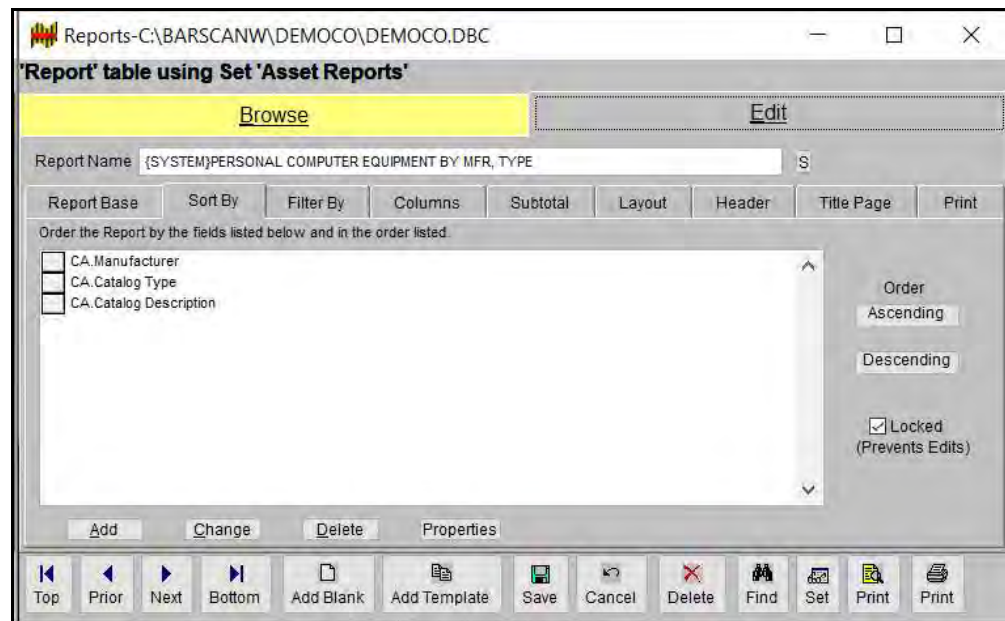 Reports-C:\BARSCANW\DEMOCO\DEMOCO.DBC
'Report' table using Set 'Asset Reports'
Browse Edit
Report Name {SYSTEM}PERSONAL COMPUTER EQUIPMENT BY MFR, TYPE S
Report Base Sort By Filter By Columns Subtotal Layout Header Title Page Print
Order the Report by the fields listed below and in the order listed.
CA.Manufacturer
CA.Catalog Type
CA.Catalog Description
Order
Ascending
Descending
Locked
(Prevents Edits)
Add Change Delete Properties
Top Prior Next Bottom Add Blank Add Template Save Cancel Delete Find Set Print Print